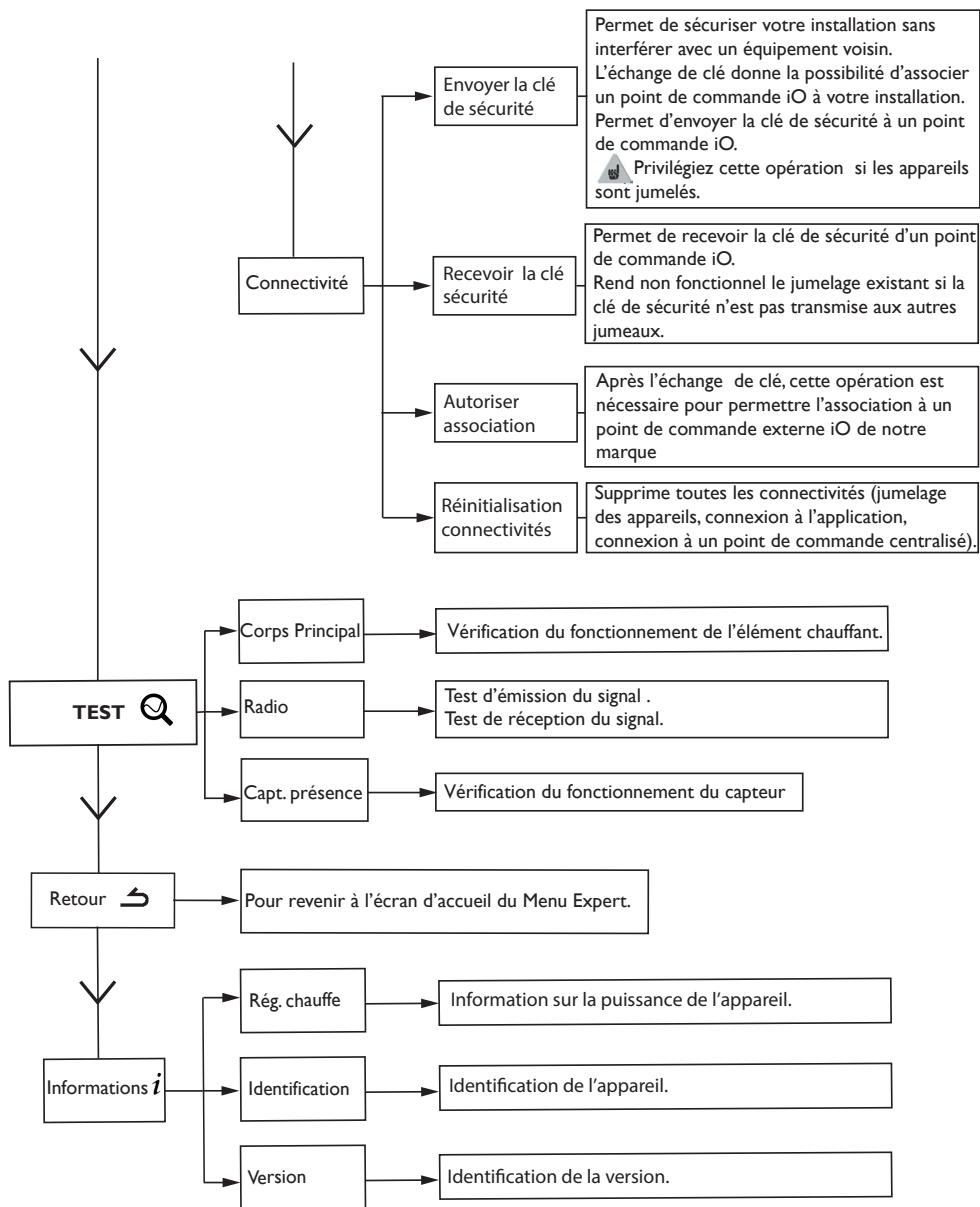 Envoyer la clé
de sécurité
Permet de sécuriser votre installation sans
interférer avec un équipement voisin.
L'échange de clé donne la possibilité d'associer
un point de commande iO à votre installation.
Permet d'envoyer la clé de sécurité à un point
de commande iO.
Privilégiez cette opération si les appareils
sont jumelés.
Connectivité
Recevoir la clé
sécurité
Permet de recevoir la clé de sécurité d'un point
de commande iO.
Rend non fonctionnel le jumelage existant si la
clé de sécurité n'est pas transmise aux autres
jumeaux.
Autoriser
association
Après l'échange de clé, cette opération est
nécessaire pour permettre l'association à un
point de commande externe iO de notre
marque
Réinitialisation
connectivités
Supprime toutes les connectivités (jumelage
des appareils, connexion à l'application,
connexion à un point de commande centralisé).
TEST
Corps Principal
Vérification du fonctionnement de l'élément chauffant.
Radio
Test d'émission du signal .
Test de réception du signal.
Capt. présence
Vérification du fonctionnement du capteur
Retour
Pour revenir à l'écran d'accueil du Menu Expert.
Informations i
Rég. chauffe
Information sur la puissance de l'appareil.
Identification
Identification de l'appareil.
Version
Identification de la version.